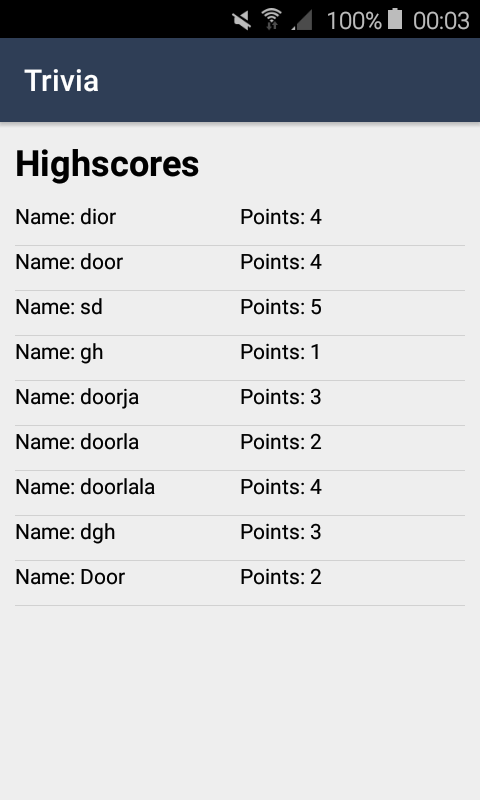 100% 00:03
Trivia
Highscores
Name: dior Points: 4
Name: door Points: 4
Name: sd Points: 5
Name: gh Points: 1
Name: doorja Points: 3
Name: doorla Points: 2
Name: doorlala Points: 4
Name: dgh Points: 3
Name: Door Points: 2